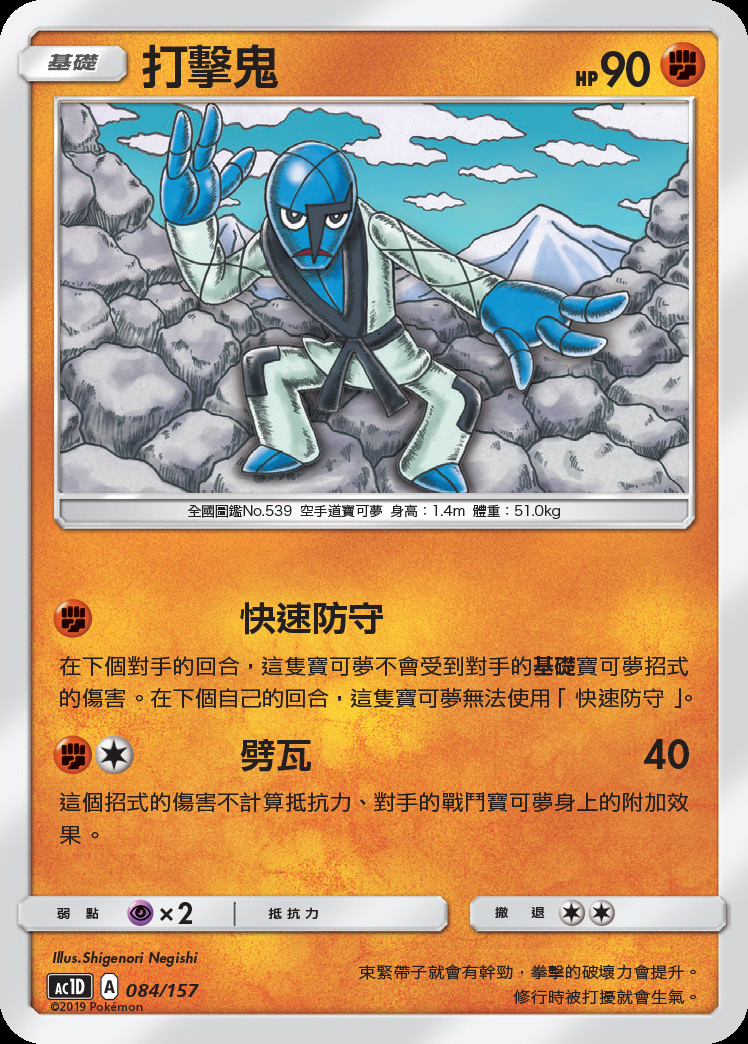 基礎 打擊鬼 HP 90
全國圖鑑No.539 空手道寶可夢 身高：1.4m 體重：51.0kg
快速防守
在下個對手的回合，這隻寶可夢不會受到對手的基礎寶可夢招式
的傷害。在下個自己的回合，這隻寶可夢無法使用「快速防守」。
劈瓦 40
這個招式的傷害不計算抵抗力、對手的戰鬥寶可夢身上的附加效
果。
弱點 ×2 抵抗力 撤退
Illus.Shigenori Negishi
束緊帶子就會有幹勁，拳擊的破壞力會提升。
AC1D A 084/157
修行時被打擾就會生氣。
©2019 Pokémon